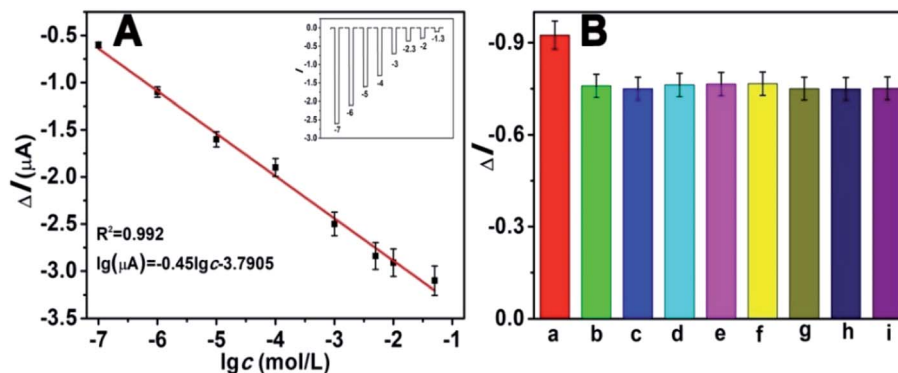 A
-0.5
-1.0
-1.5
-2.0
-2.5
-3.0
-3.5
ΔI (μA)
R²=0.992
lg(μA)=-0.45lgc-3.7905
-7 -6 -5 -4 -3 -2 -1
lgc (mol/L)
0.0
-0.5
-1.0
-1.5
-2.0
-2.5
-3.0
I
-7
-6
-5
-4
-3
-2.3
-2
-1.3
B
-0.9
-0.6
-0.3
0.0
ΔI
a b c d e f g h i